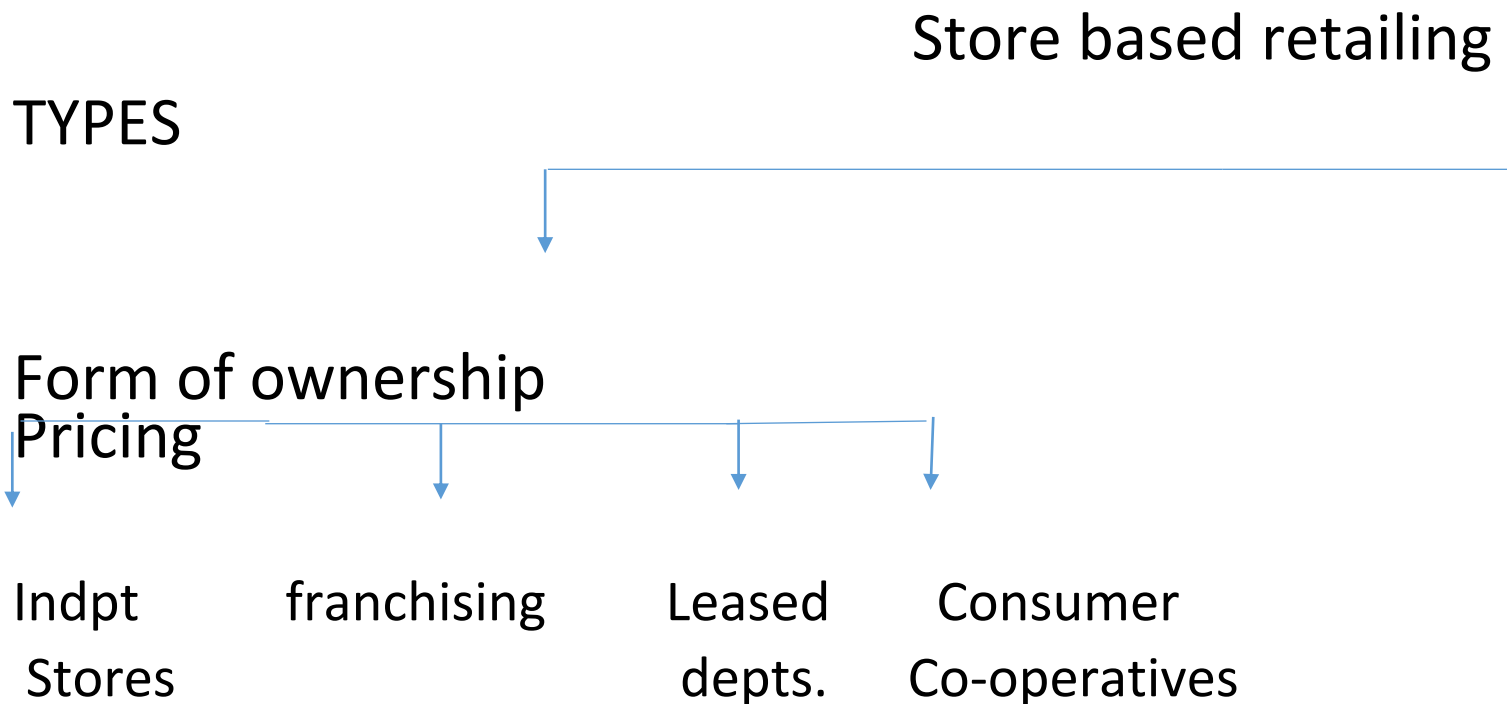 Store based retailing
TYPES
Form of ownership
Pricing
Indpt franchising Leased Consumer
Stores depts. Co-operatives